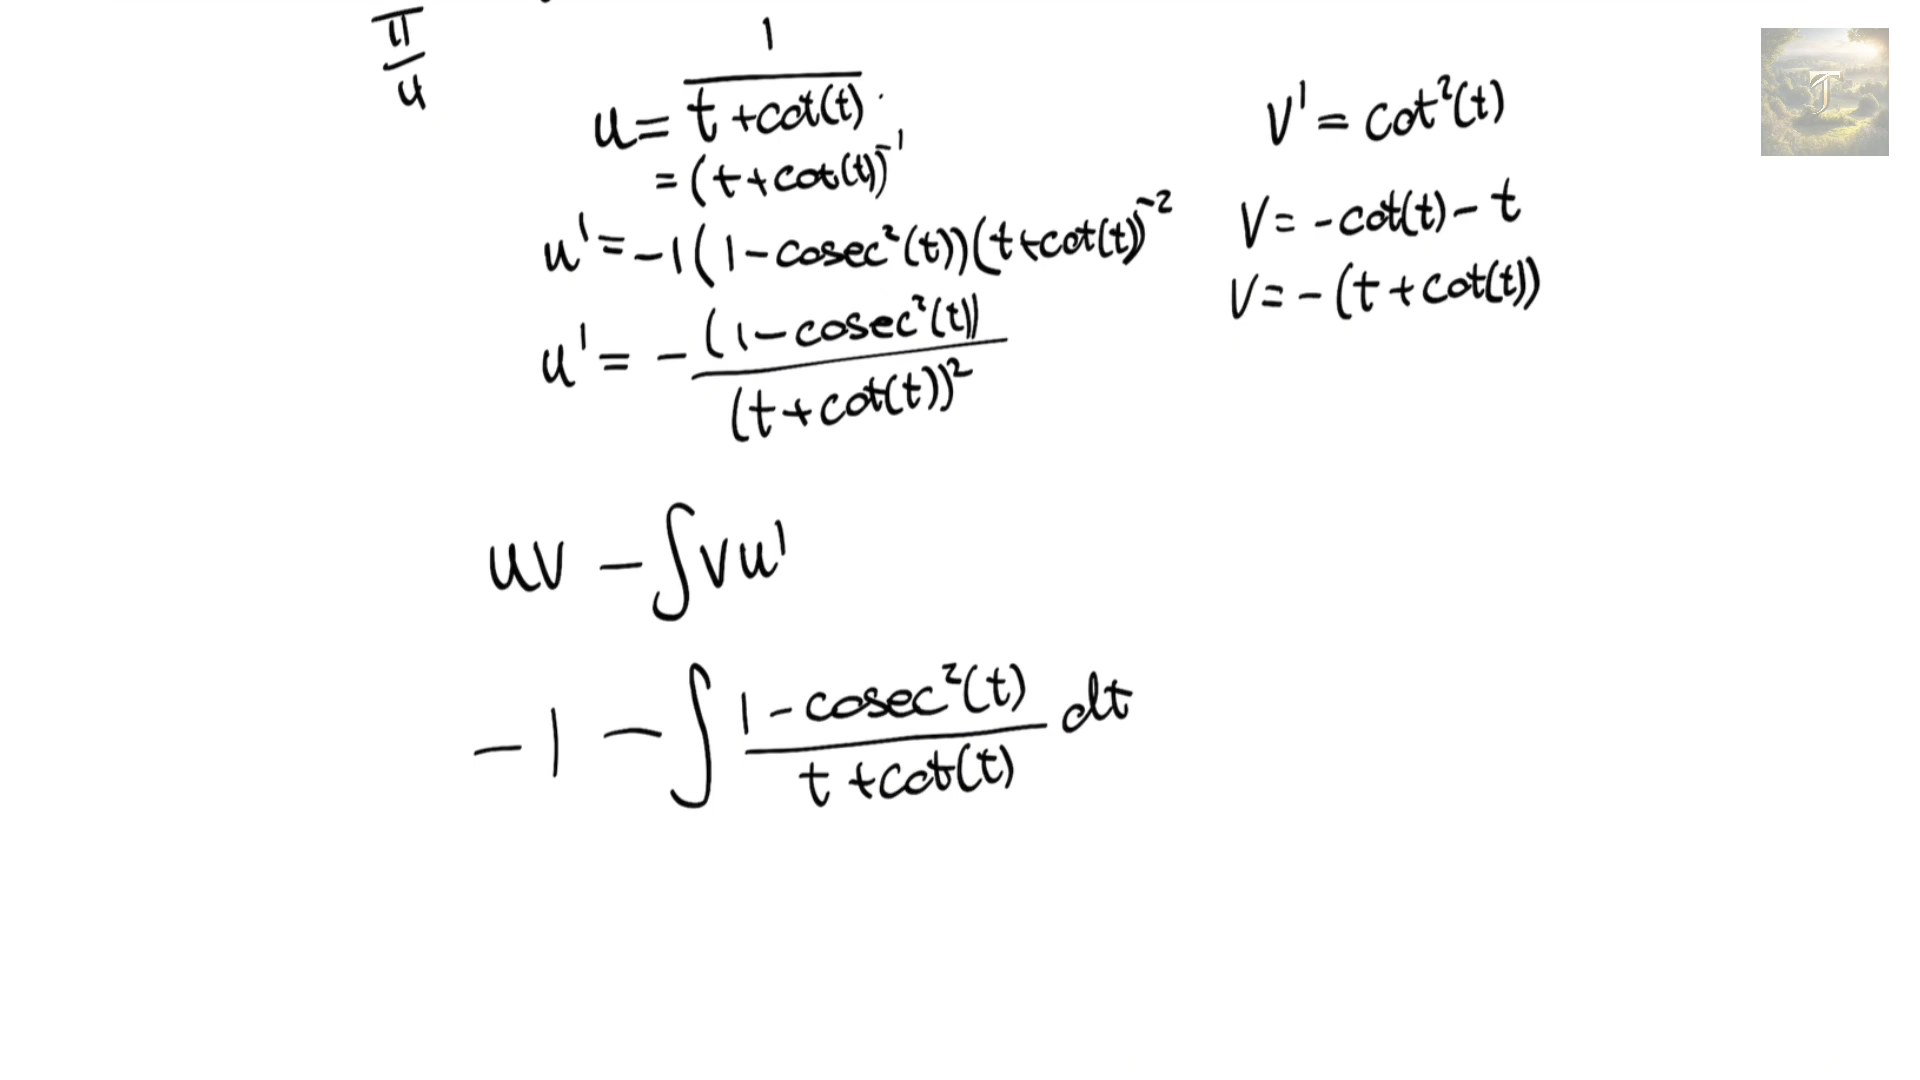 π/4
u = 1/(t + cot(t))
= (t + cot(t))⁻¹
u' = -1(1 - cosec²(t))(t + cot(t))⁻²
u' = -(1 - cosec²(t))/(t + cot(t))²
V' = cot²(t)
V = -cot(t) - t
V = -(t + cot(t))
uv - ∫vu'
-1 - ∫ (1 - cosec²(t))/(t + cot(t)) dt